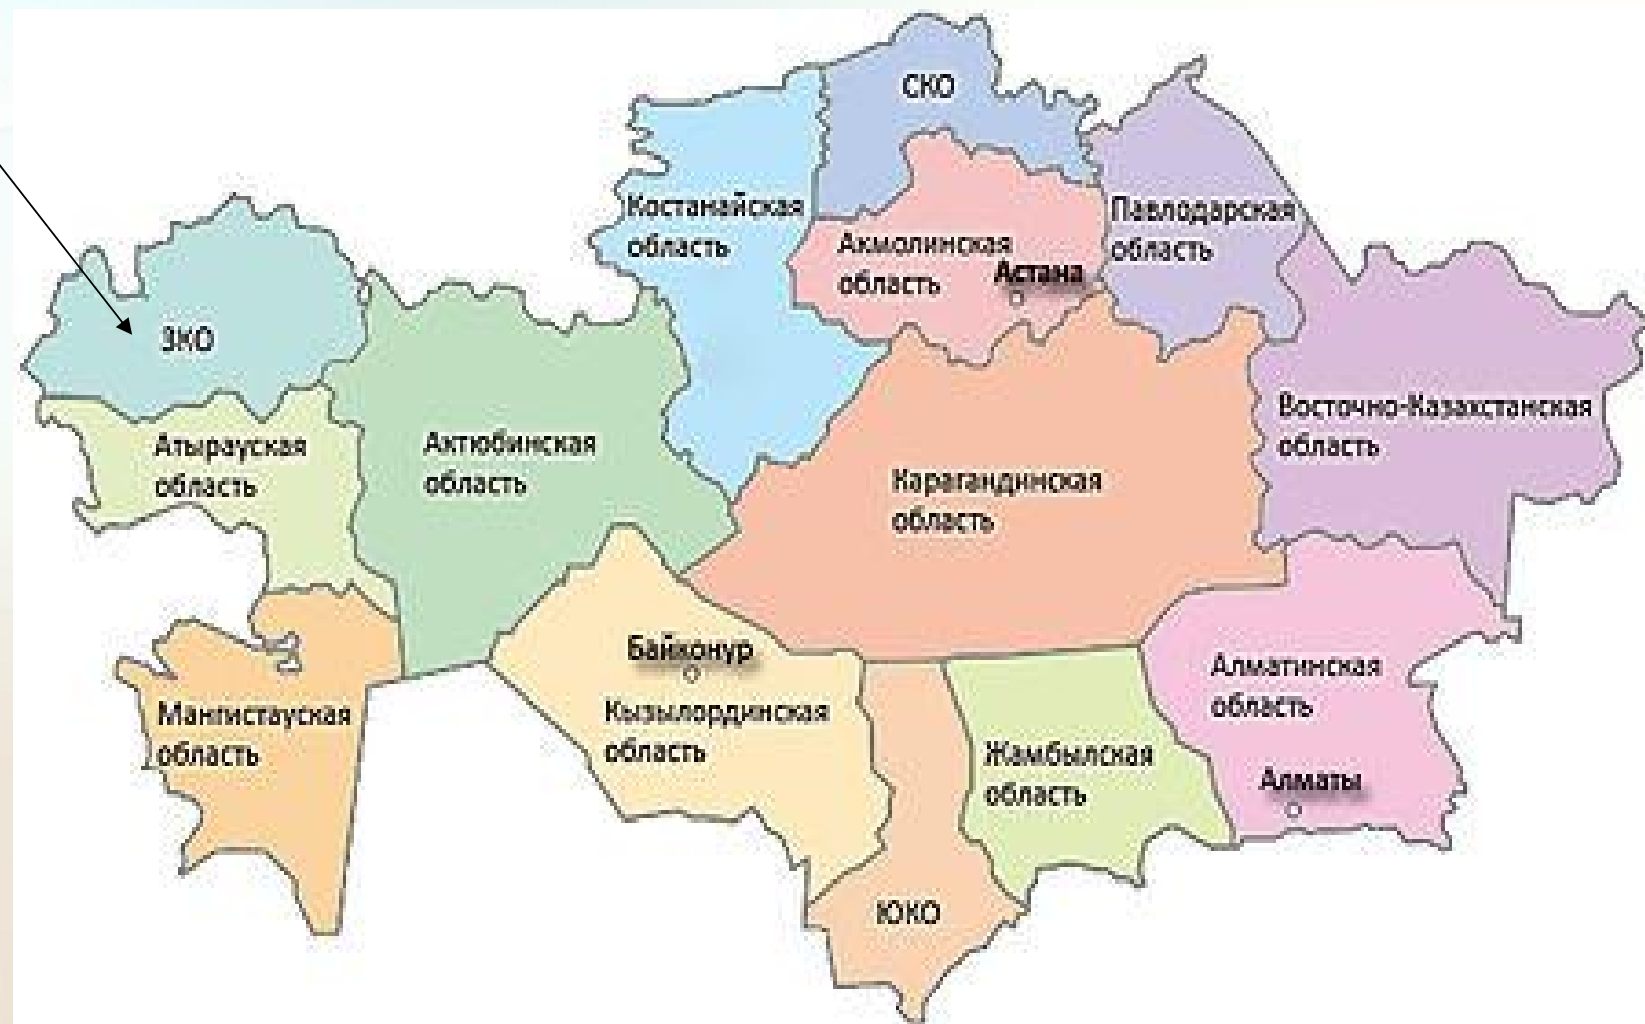 СКО
Костанайская
область
Павлодарская
область
Акмолинская
область
Астана
ЗКО
Восточно-Казахстанская
область
Атырауская
область
Актюбинская
область
Карагандинская
область
Байконур
Кызылординская
область
Мангистауская
область
Алматинская
область
Жамбылская
область
Алматы
ЮКО